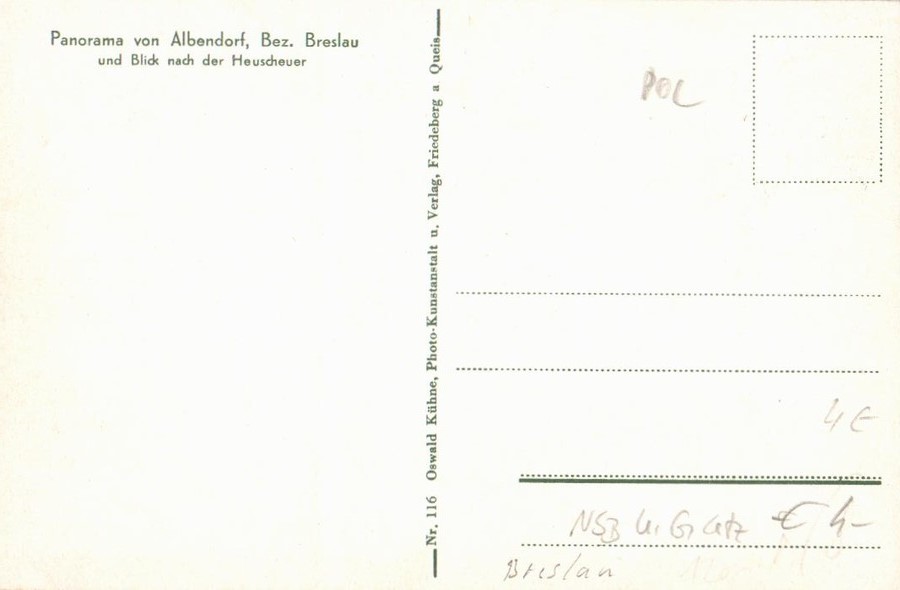 Panorama von Albendorf, Bez. Breslau
und Blick nach der Heuscheuer
Nr. 116 Oswald Kühne, Photo-Kunstanstalt u. Verlag, Friedeberg a Queis
POL
4 €
€ 4-
Breslau